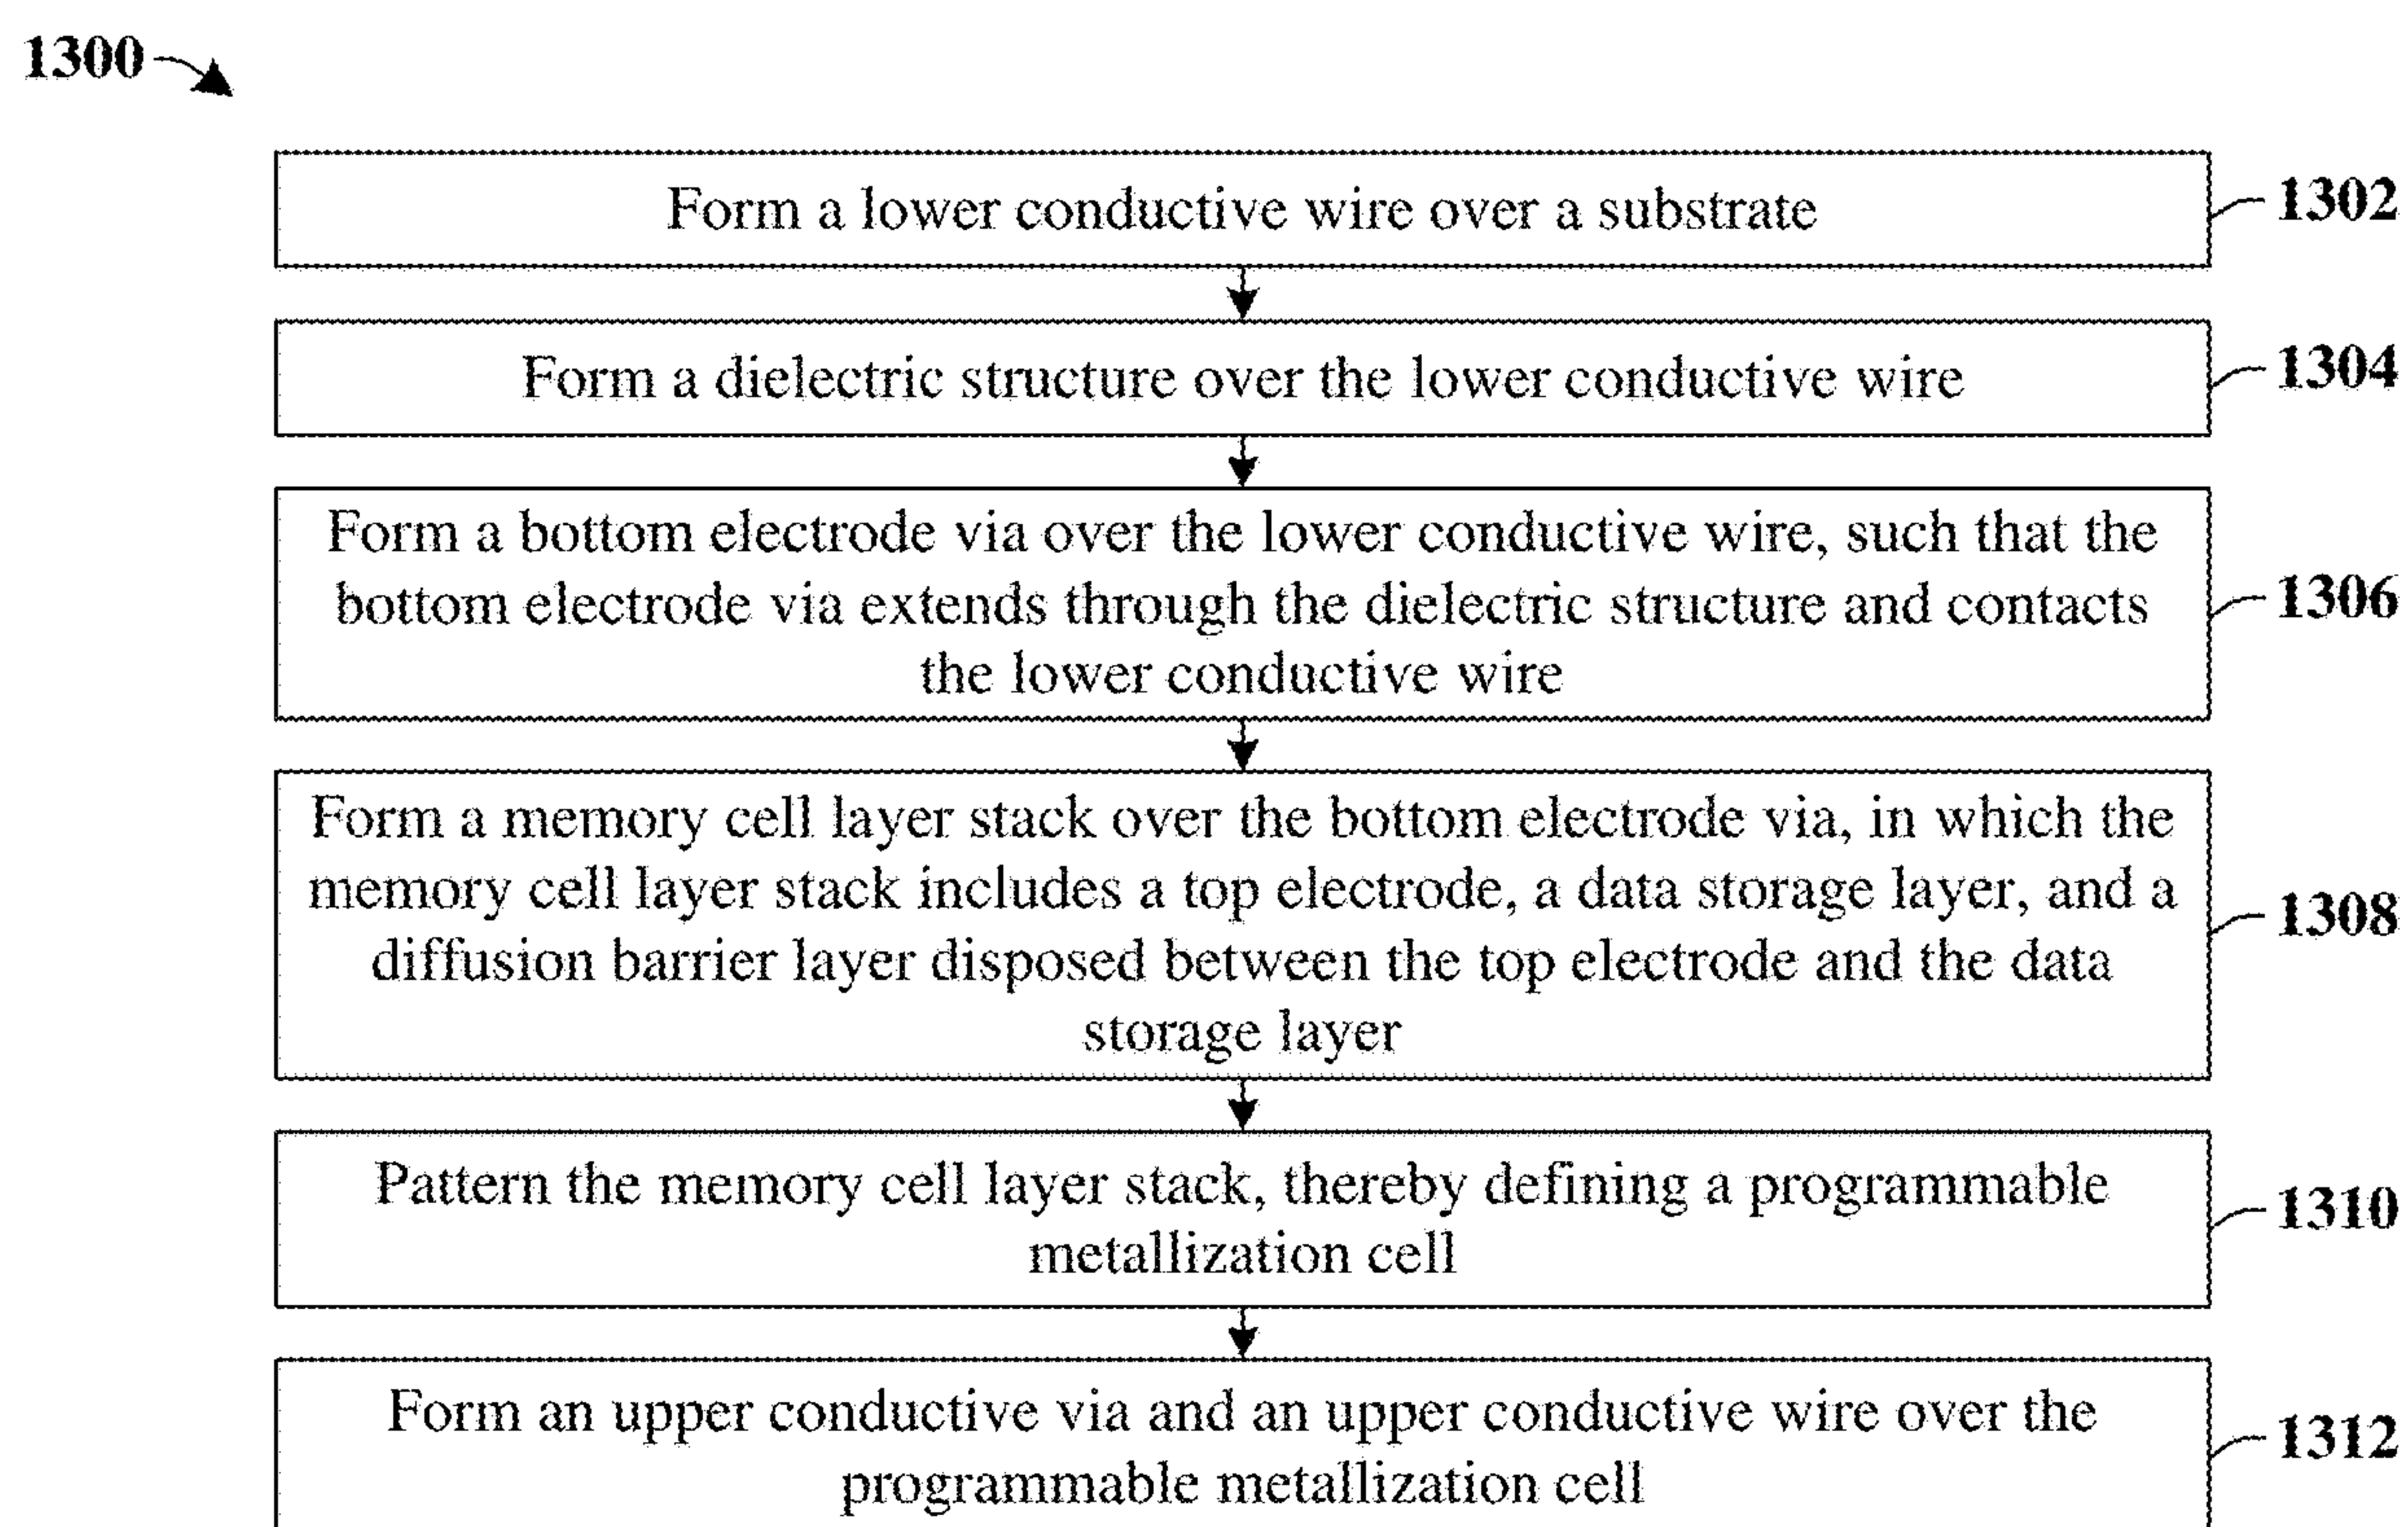 1300
Form a lower conductive wire over a substrate
1302
Form a dielectric structure over the lower conductive wire
1304
Form a bottom electrode via over the lower conductive wire, such that the
bottom electrode via extends through the dielectric structure and contacts
the lower conductive wire
1306
Form a memory cell layer stack over the bottom electrode via, in which the
memory cell layer stack includes a top electrode, a data storage layer, and a
diffusion barrier layer disposed between the top electrode and the data
storage layer
1308
Pattern the memory cell layer stack, thereby defining a programmable
metallization cell
1310
Form an upper conductive via and an upper conductive wire over the
programmable metallization cell
1312